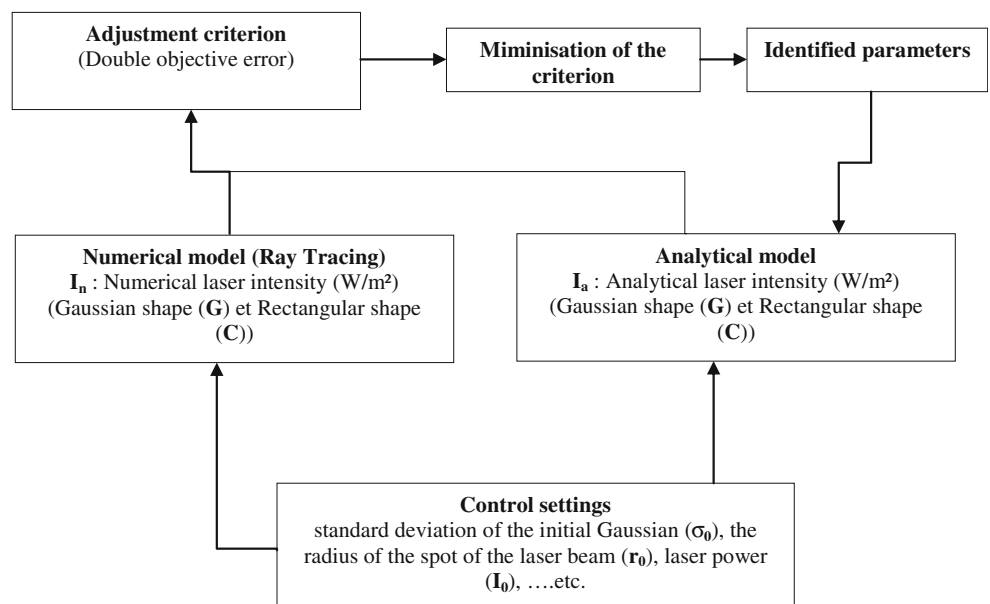 Adjustment criterion
(Double objective error)
Miminisation of the
criterion
Identified parameters
Numerical model (Ray Tracing)
I_n : Numerical laser intensity (W/m²)
(Gaussian shape (G) et Rectangular shape
(C))
Analytical model
I_a : Analytical laser intensity (W/m²)
(Gaussian shape (G) et Rectangular shape
(C))
Control settings
standard deviation of the initial Gaussian (σ₀), the
radius of the spot of the laser beam (r₀), laser power
(I₀), ….etc.